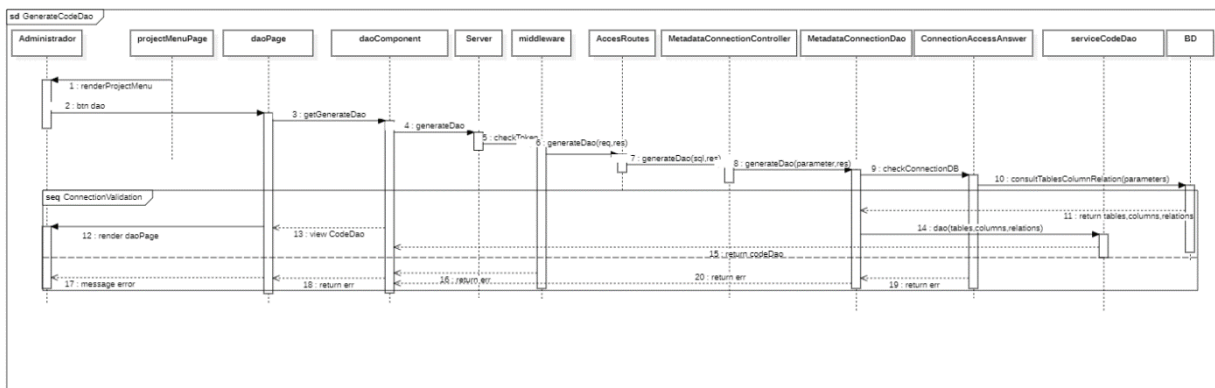 sd GenerateCodeDao
Administrador
projectMenuPage
daoPage
daoComponent
Server
middleware
AccesRoutes
MetadataConnectionController
MetadataConnectionDao
ConnectionAccessAnswer
serviceCodeDao
BD
1 : renderProjectMenu
2 : btn dao
3 : getGenerateDao
4 : generateDao
5 : checkToken
6 : generateDao(req,res)
7 : generateDao(sql,res)
8 : generateDao(parameter,res)
9 : checkConnectionDB
10 : consultTablesColumnRelation(parameters)
seq ConnectionValidation
11 : return tables,columns,relations
12 : render daoPage
13 : view CodeDao
14 : dao(tables,columns,relations)
15 : return codeDao
16 : return err
20 : return err
17 : message error
18 : return err
19 : return err